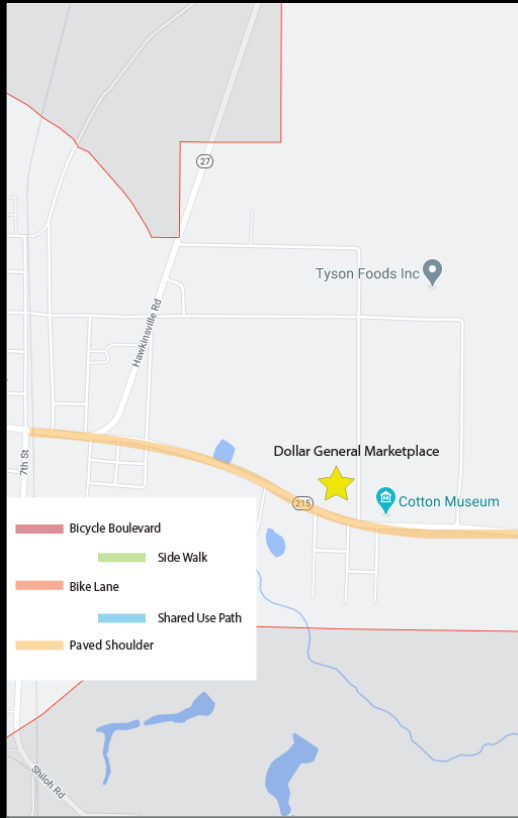 27
Tyson Foods Inc
Hawkinsville Rd
7th St
Dollar General Marketplace
215
Cotton Museum
Bicycle Boulevard
Side Walk
Bike Lane
Shared Use Path
Paved Shoulder
Shiloh Rd